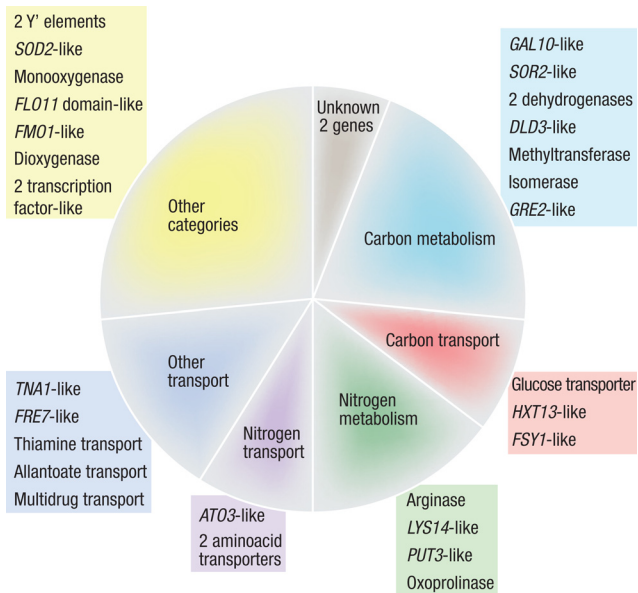 2 Y’ elements
SOD2-like
Monooxygenase
FLO11 domain-like
FMO1-like
Dioxygenase
2 transcription
factor-like
Unknown
2 genes
GAL10-like
SOR2-like
2 dehydrogenases
DLD3-like
Methyltransferase
Isomerase
GRE2-like
Other
categories
Carbon metabolism
Carbon transport
Other
transport
Nitrogen
metabolism
Nitrogen
transport
Glucose transporter
HXT13-like
FSY1-like
TNA1-like
FRE7-like
Thiamine transport
Allantoate transport
Multidrug transport
ATO3-like
2 aminoacid
transporters
Arginase
LYS14-like
PUT3-like
Oxoprolinase